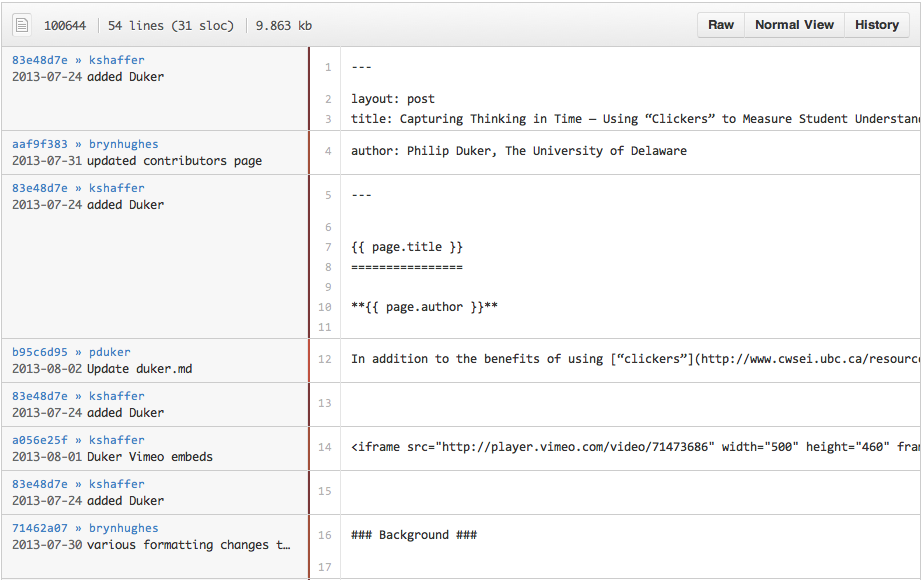 100644 54 lines (31 sloc) 9.863 kb Raw Normal View History
83e48d7e » kshaffer
2013-07-24 added Duker
1 ---
2 layout: post
3 title: Capturing Thinking in Time – Using “Clickers” to Measure Student Understan
aaf9f383 » brynhughes
2013-07-31 updated contributors page
4 author: Philip Duker, The University of Delaware
83e48d7e » kshaffer
2013-07-24 added Duker
5 ---
6
7 {{ page.title }}
8 ================
9
10 **{{ page.author }}**
11
b95c6d95 » pduker
2013-08-02 Update duker.md
12 In addition to the benefits of using [“clickers”](http://www.cwsei.ubc.ca/resourc
83e48d7e » kshaffer
2013-07-24 added Duker
13
a056e25f » kshaffer
2013-08-01 Duker Vimeo embeds
14 <iframe src="http://player.vimeo.com/video/71473686" width="500" height="460" fra
83e48d7e » kshaffer
2013-07-24 added Duker
15
71462a07 » brynhughes
2013-07-30 various formatting changes t…
16 ### Background ###
17